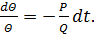 dΘ/Θ = −P/Q dt.